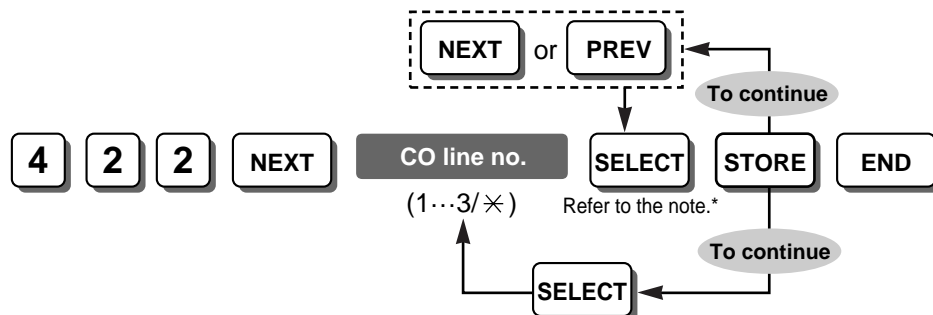 NEXT or PREV
To continue
4 2 2 NEXT CO line no. SELECT STORE END
(1···3/✳) Refer to the note.*
To continue
SELECT